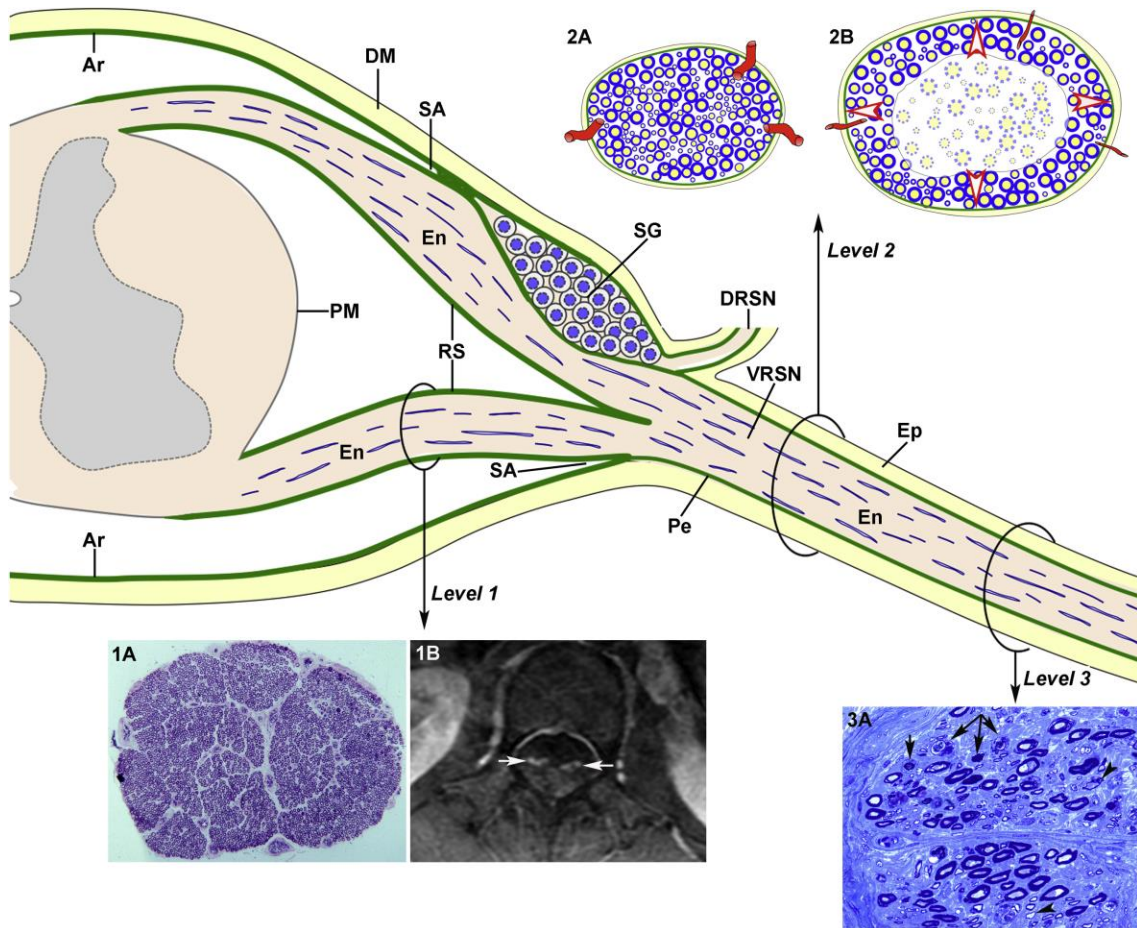 2A
2B
Ar
DM
SA
En
SG
Level 2
PM
DRSN
RS
VRSN
Ep
En
SA
Pe
En
Ar
Level 1
1A
1B
Level 3
3A